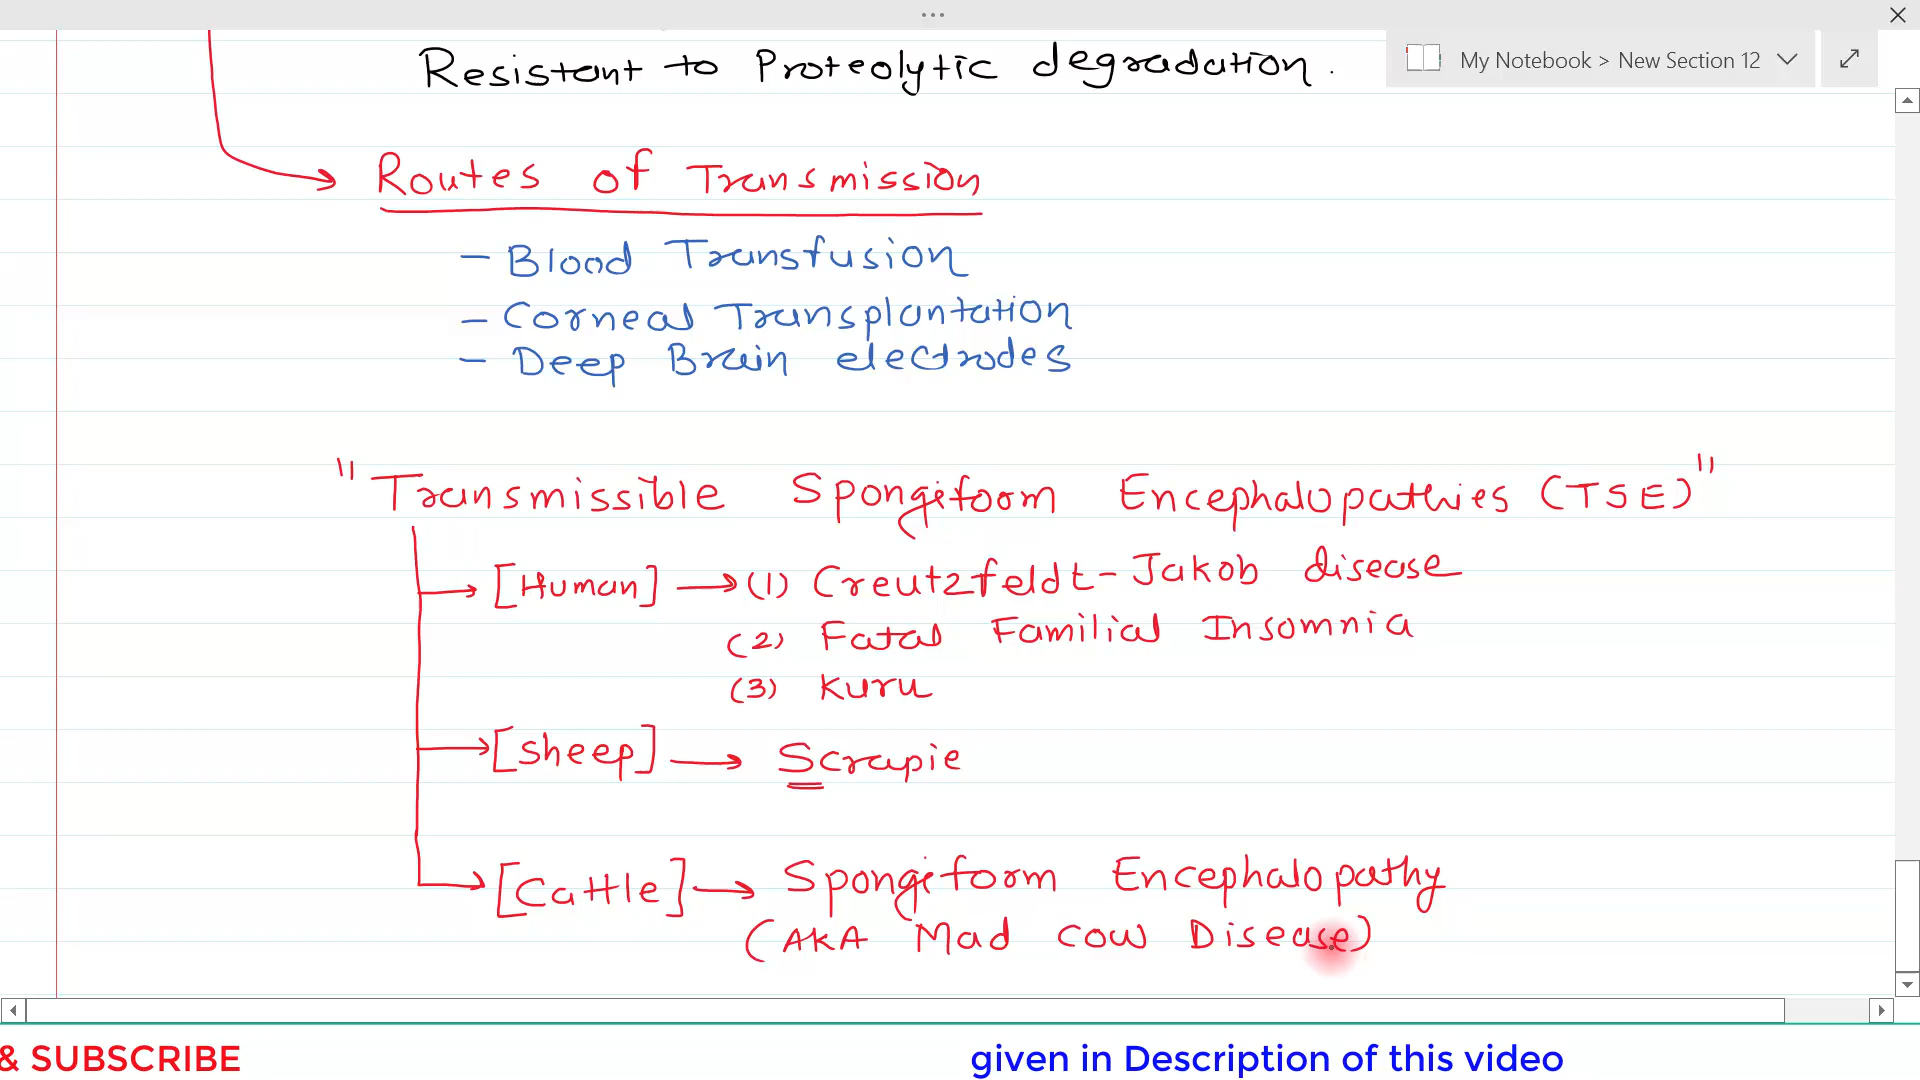 Resistant to Proteolytic degradation.
My Notebook > New Section 12
Routes of Transmission
- Blood Transfusion
- Corneal Transplantation
- Deep Brain electrodes
"Transmissible Spongiform Encephalopathies (TSE)"
[Human] → (1) Creutzfeldt-Jakob disease
(2) Fatal Familial Insomnia
(3) Kuru
[Sheep] → Scrapie
[Cattle] → Spongiform Encephalopathy
(AKA Mad Cow Disease)
& SUBSCRIBE
given in Description of this video